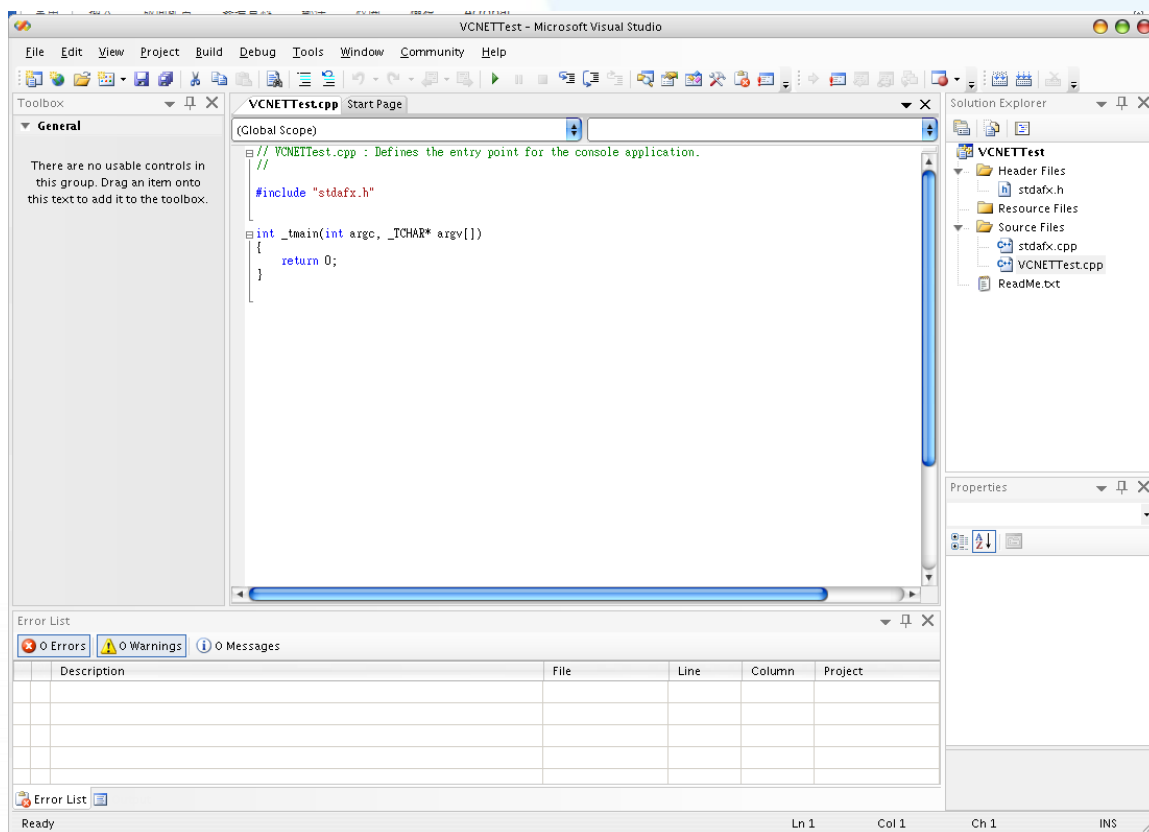 VCNETTest - Microsoft Visual Studio
File Edit View Project Build Debug Tools Window Community Help
Toolbox
General
There are no usable controls in
this group. Drag an item onto
this text to add it to the toolbox.
VCNETTest.cpp Start Page
(Global Scope)
// VCNETTest.cpp : Defines the entry point for the console application.
//
#include "stdafx.h"
int _tmain(int argc, _TCHAR* argv[])
{
return 0;
}
Solution Explorer
VCNETTest
Header Files
stdafx.h
Resource Files
Source Files
stdafx.cpp
VCNETTest.cpp
ReadMe.txt
Properties
Error List
0 Errors 0 Warnings 0 Messages
Description File Line Column Project
Error List
Ready Ln 1 Col 1 Ch 1 INS